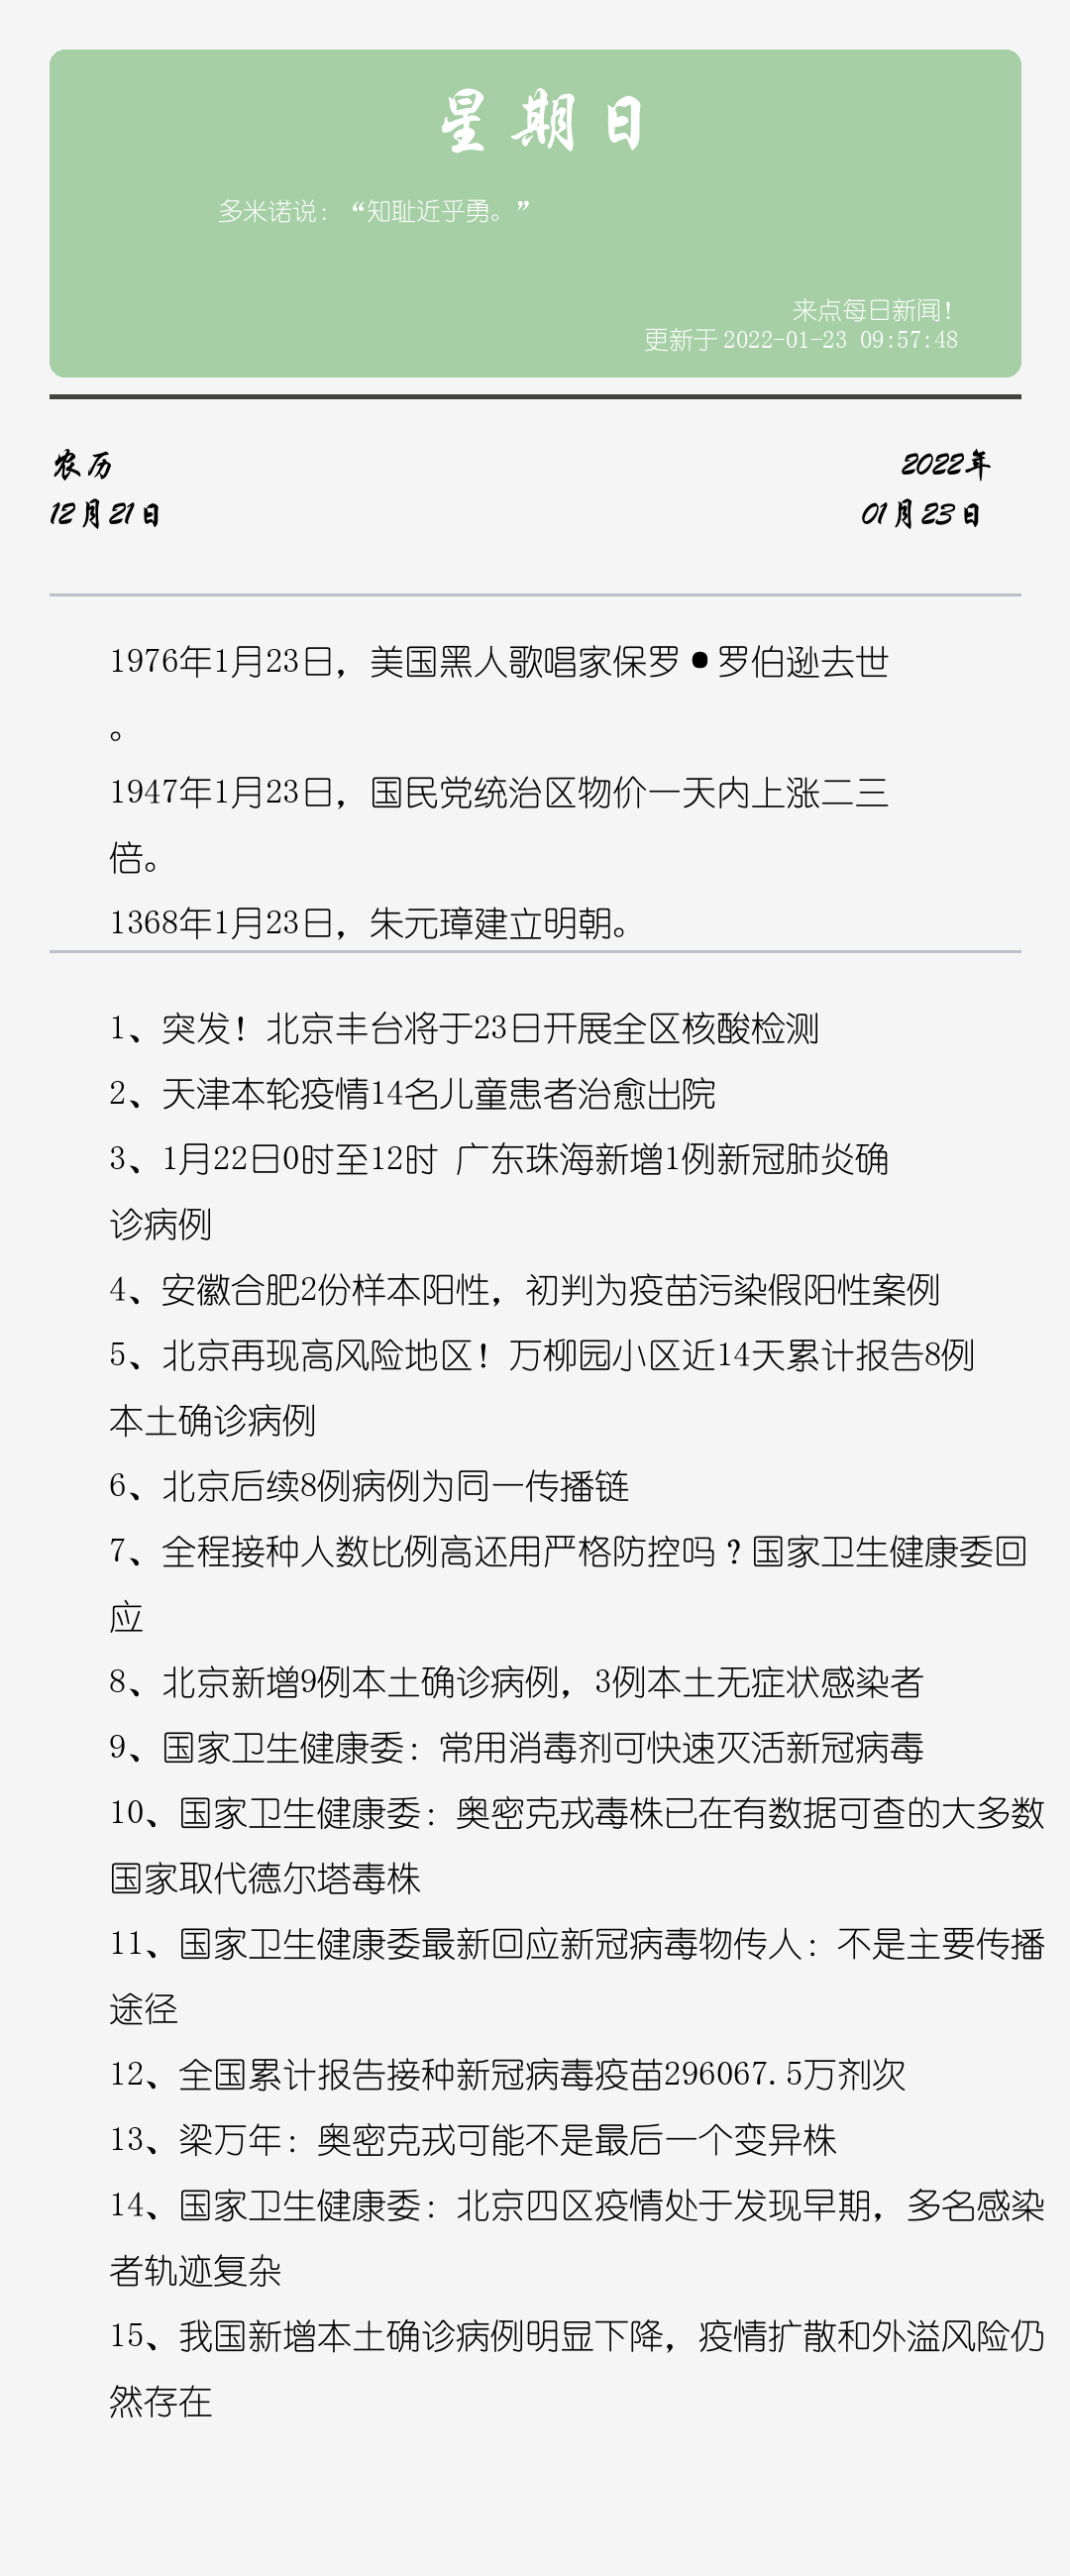 星期日
多米诺说：“知耻近乎勇。”
来点每日新闻！
更新于 2022-01-23 09:57:48
农历
2022年
12月21日
01月23日
1976年1月23日，美国黑人歌唱家保罗•罗伯逊去世
。
1947年1月23日，国民党统治区物价一天内上涨二三
倍。
1368年1月23日，朱元璋建立明朝。
1、突发！北京丰台将于23日开展全区核酸检测
2、天津本轮疫情14名儿童患者治愈出院
3、1月22日0时至12时 广东珠海新增1例新冠肺炎确
诊病例
4、安徽合肥2份样本阳性，初判为疫苗污染假阳性案例
5、北京再现高风险地区！万柳园小区近14天累计报告8例
本土确诊病例
6、北京后续8例病例为同一传播链
7、全程接种人数比例高还用严格防控吗？国家卫生健康委回
应
8、北京新增9例本土确诊病例，3例本土无症状感染者
9、国家卫生健康委：常用消毒剂可快速灭活新冠病毒
10、国家卫生健康委：奥密克戎毒株已在有数据可查的大多数
国家取代德尔塔毒株
11、国家卫生健康委最新回应新冠病毒物传人：不是主要传播
途径
12、全国累计报告接种新冠病毒疫苗296067.5万剂次
13、梁万年：奥密克戎可能不是最后一个变异株
14、国家卫生健康委：北京四区疫情处于发现早期，多名感染
者轨迹复杂
15、我国新增本土确诊病例明显下降，疫情扩散和外溢风险仍
然存在